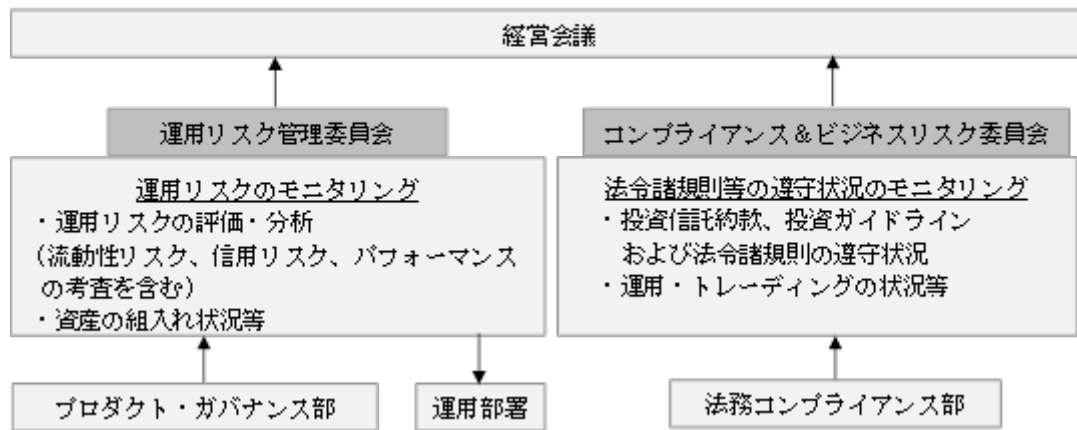 経営会議
運用リスク管理委員会
運用リスクのモニタリング
・運用リスクの評価・分析
(流動性リスク、信用リスク、パフォーマンス
の考査を含む)
・資産の組入れ状況等
コンプライアンス＆ビジネスリスク委員会
法令諸規則等の遵守状況のモニタリング
・投資信託約款、投資ガイドライン
および法令諸規則の遵守状況
・運用・トレーディングの状況等
プロダクト・ガバナンス部
運用部署
法務コンプライアンス部